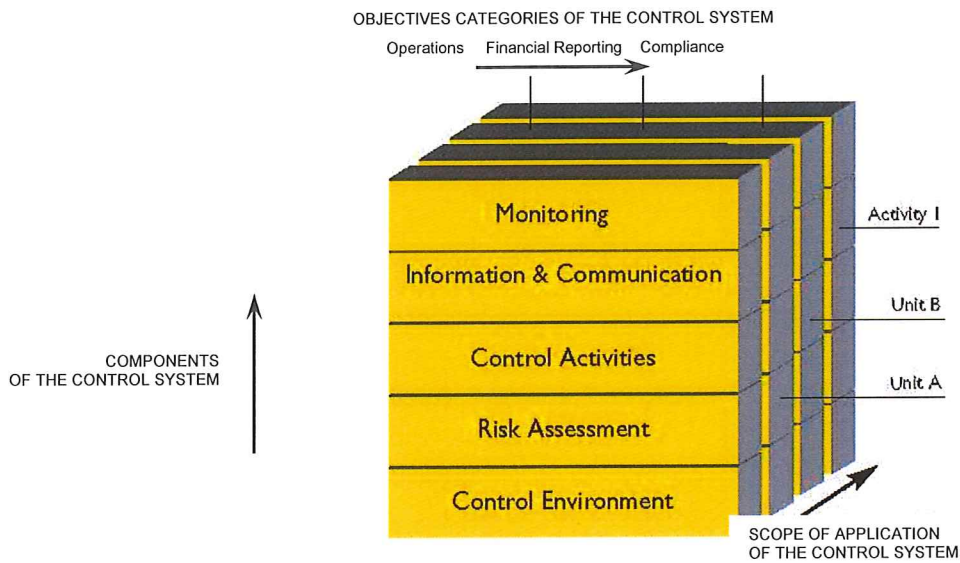 OBJECTIVES CATEGORIES OF THE CONTROL SYSTEM
Operations Financial Reporting Compliance
Monitoring
Information & Communication
Control Activities
Risk Assessment
Control Environment
Activity 1
Unit B
Unit A
COMPONENTS
OF THE CONTROL SYSTEM
SCOPE OF APPLICATION
OF THE CONTROL SYSTEM